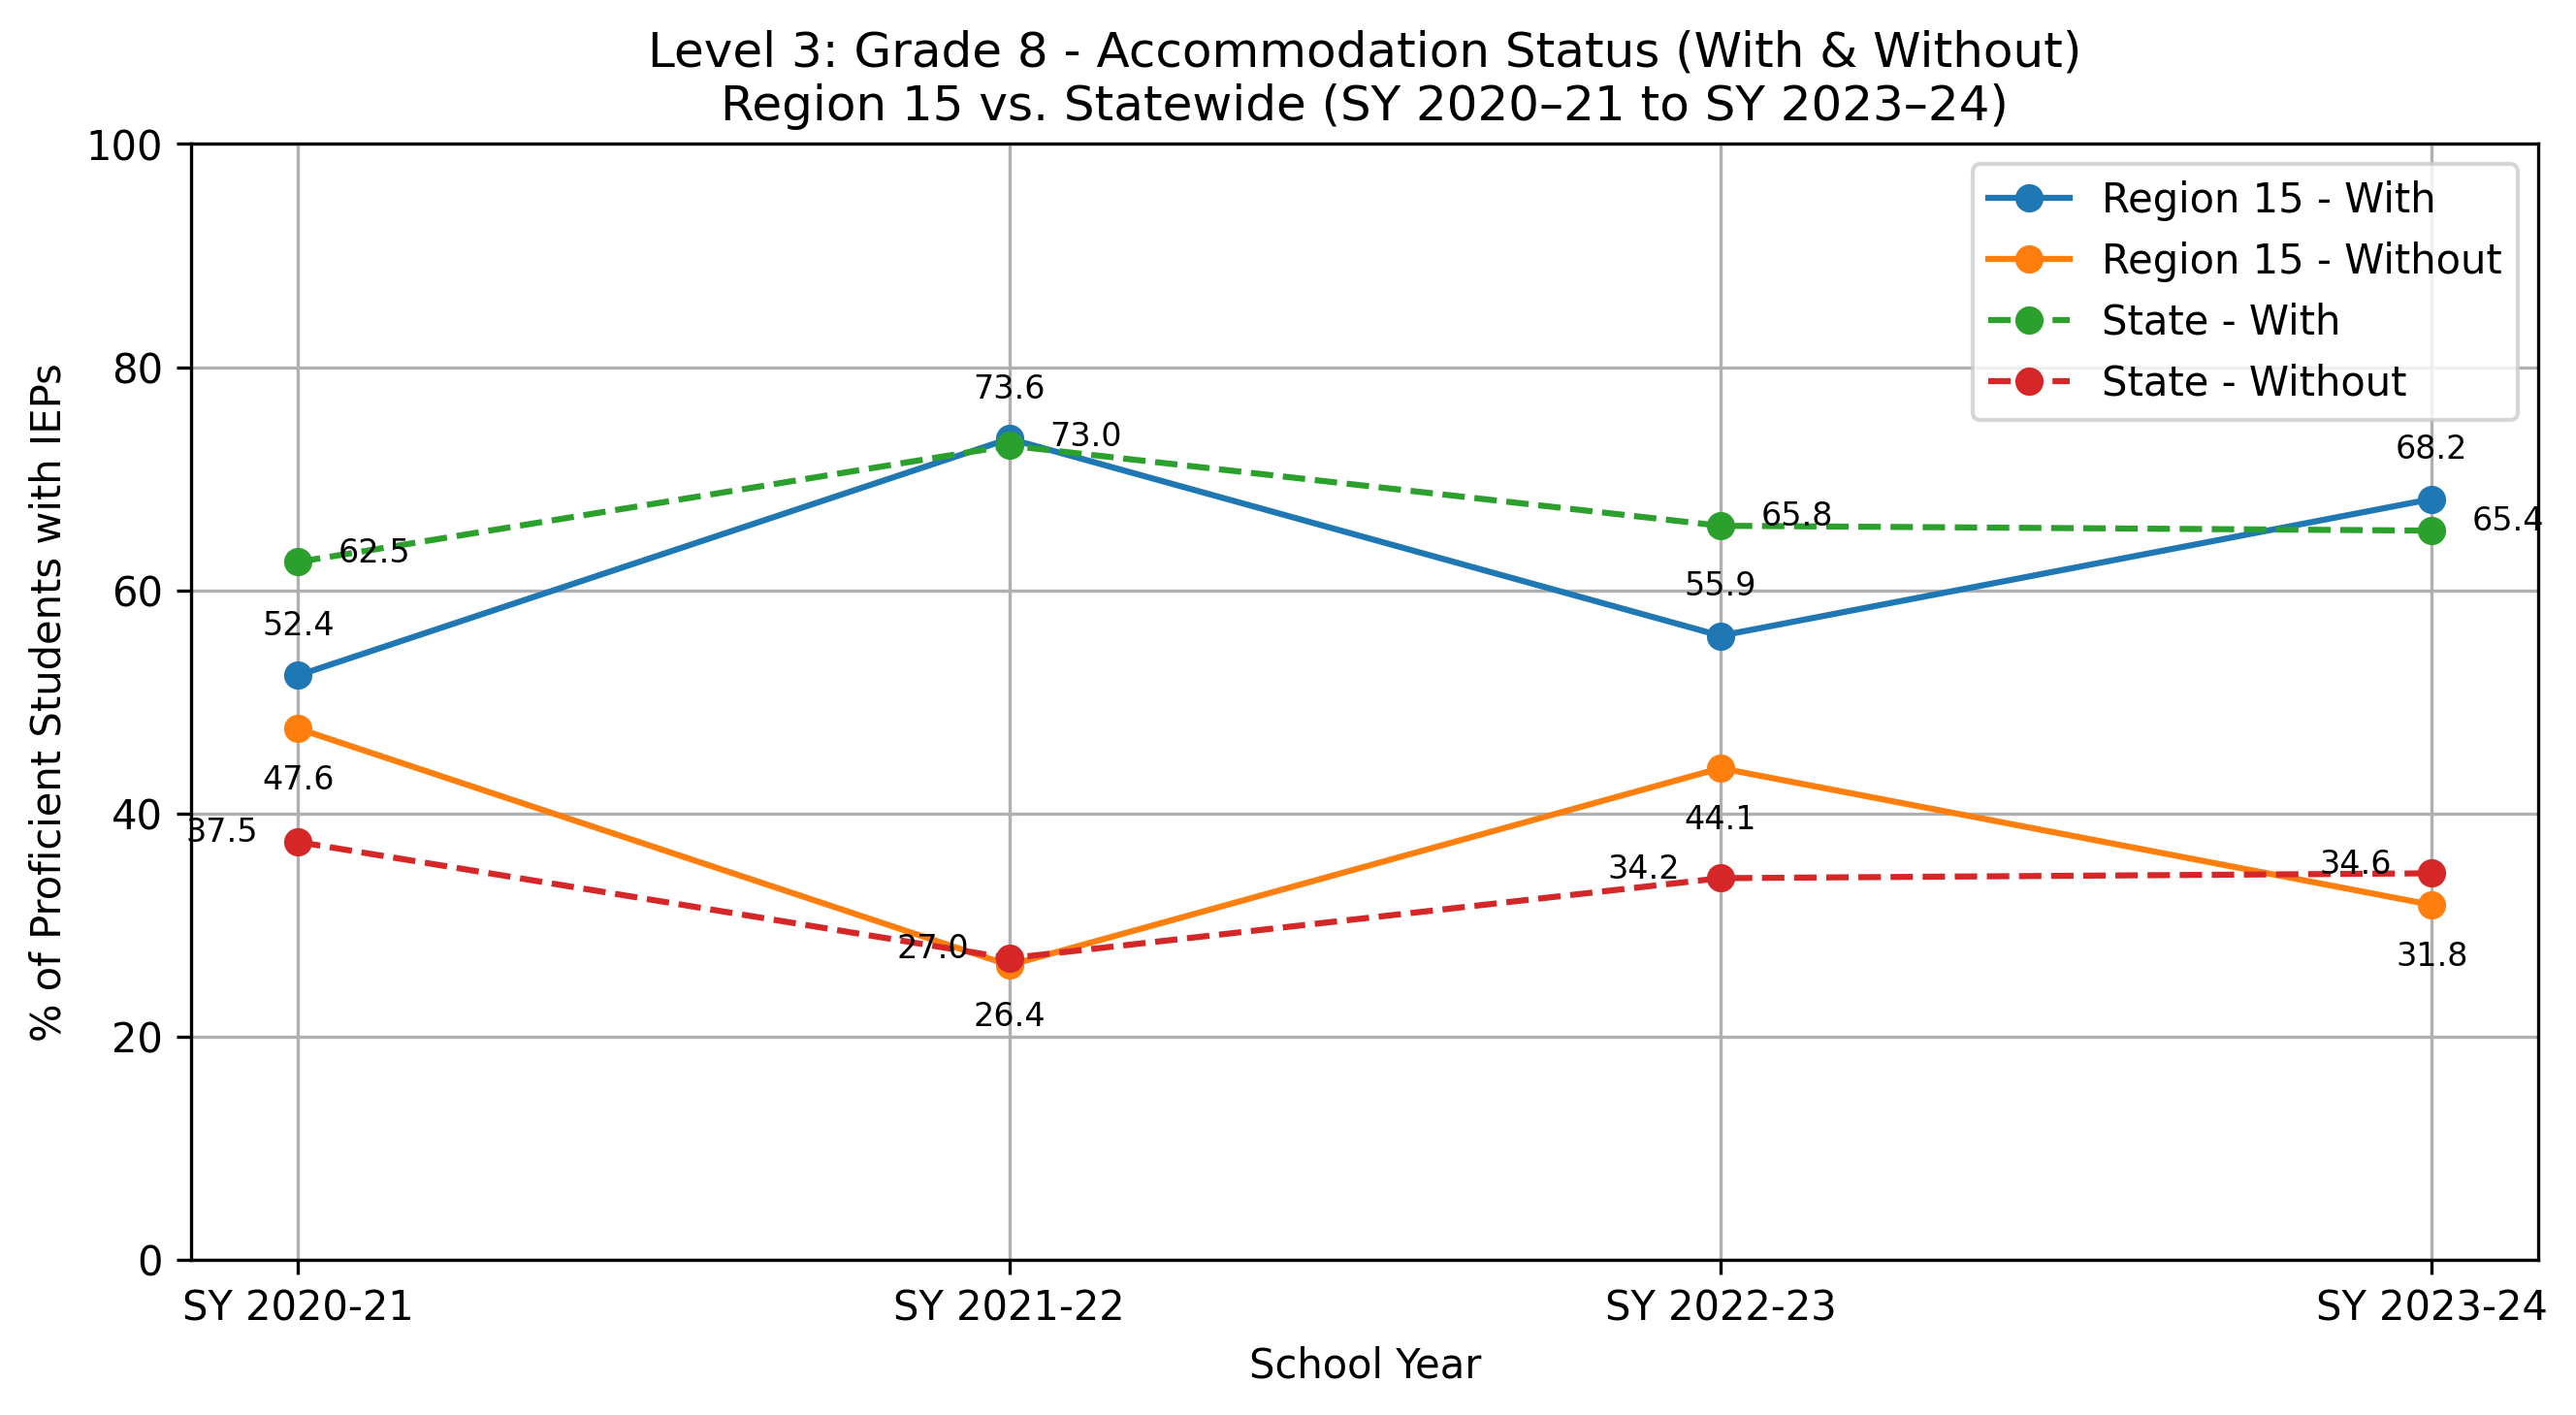 Level 3: Grade 8 - Accommodation Status (With & Without)
Region 15 vs. Statewide (SY 2020–21 to SY 2023–24)
% of Proficient Students with IEPs
100
80
60
40
20
0
Region 15 - With
Region 15 - Without
State - With
State - Without
73.6
73.0
68.2
65.8
65.4
62.5
55.9
52.4
47.6
44.1
37.5
34.2
34.6
27.0
31.8
26.4
SY 2020-21
SY 2021-22
SY 2022-23
SY 2023-24
School Year